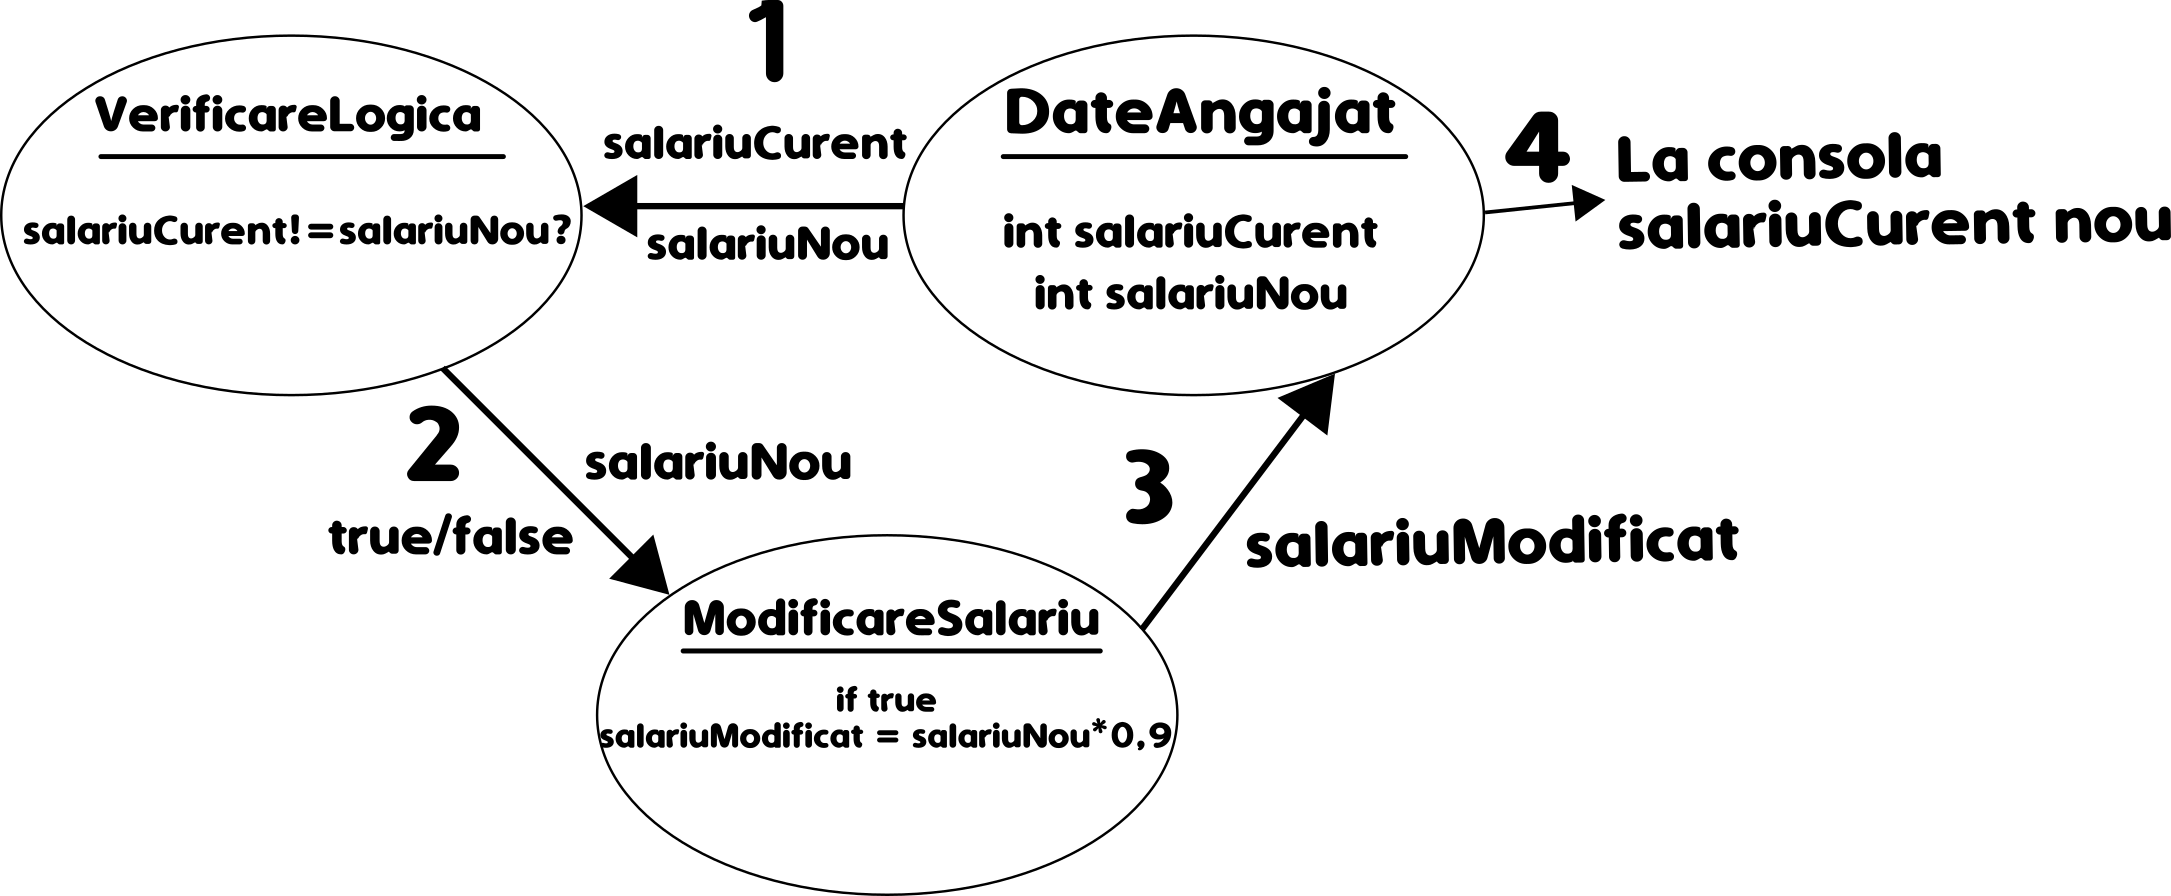 1
VerificareLogica
salariuCurent!=salariuNou?
salariuCurent
salariuNou
DateAngajat
int salariuCurent
int salariuNou
4
La consola
salariuCurent nou
2
salariuNou
true/false
3
salariuModificat
ModificareSalariu
if true
salariuModificat = salariuNou*0,9